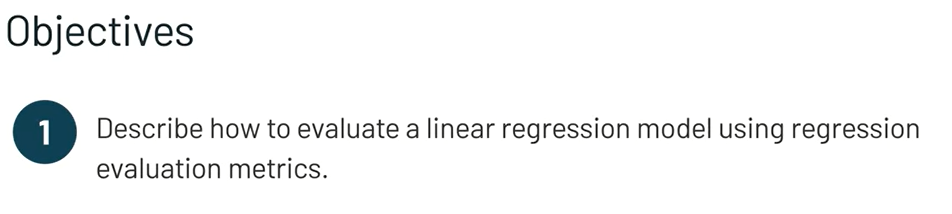 Objectives
1
Describe how to evaluate a linear regression model using regression
evaluation metrics.